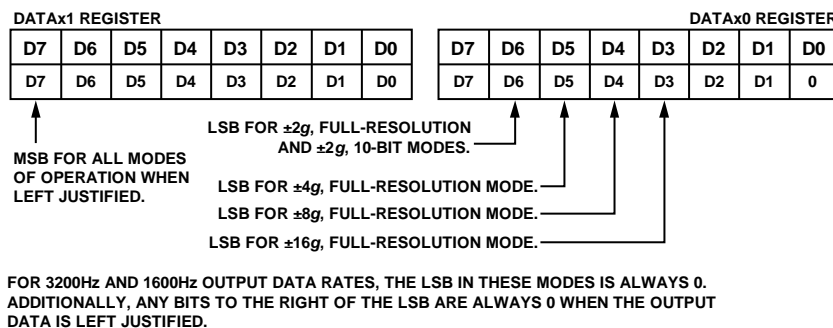 DATAx1 REGISTER
DATAx0 REGISTER
D7 D6 D5 D4 D3 D2 D1 D0
D7 D6 D5 D4 D3 D2 D1 D0
D7 D6 D5 D4 D3 D2 D1 D0
D7 D6 D5 D4 D3 D2 D1 0
MSB FOR ALL MODES
OF OPERATION WHEN
LEFT JUSTIFIED.
LSB FOR ±2g, FULL-RESOLUTION
AND ±2g, 10-BIT MODES.
LSB FOR ±4g, FULL-RESOLUTION MODE.
LSB FOR ±8g, FULL-RESOLUTION MODE.
LSB FOR ±16g, FULL-RESOLUTION MODE.
FOR 3200Hz AND 1600Hz OUTPUT DATA RATES, THE LSB IN THESE MODES IS ALWAYS 0.
ADDITIONALLY, ANY BITS TO THE RIGHT OF THE LSB ARE ALWAYS 0 WHEN THE OUTPUT
DATA IS LEFT JUSTIFIED.